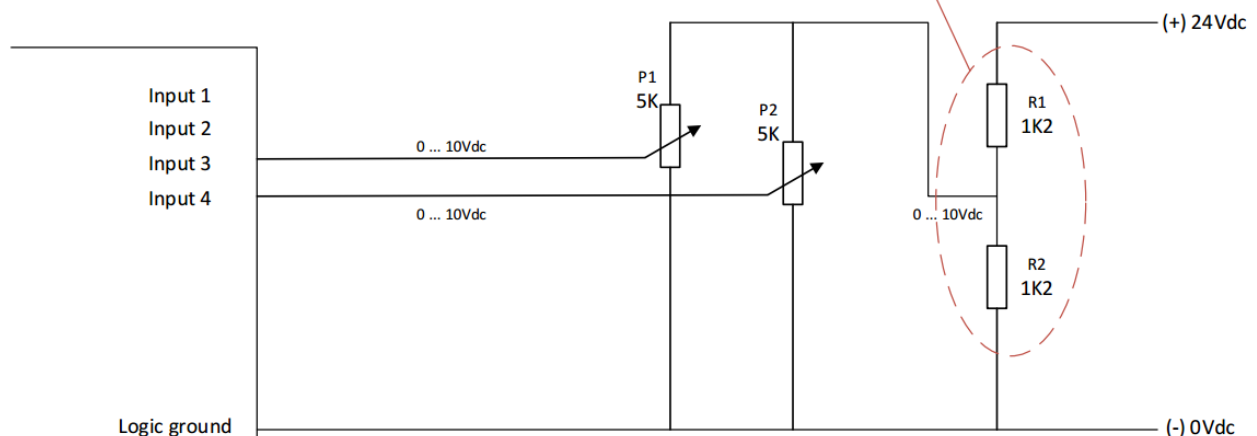 (+) 24Vdc
P1
5K
Input 1
R1
1K2
P2
5K
Input 2
0 ... 10Vdc
Input 3
Input 4
0 ... 10Vdc
0 ... 10Vdc
R2
1K2
Logic ground
(-) 0Vdc